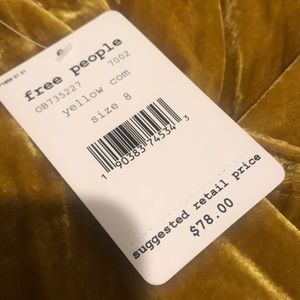 free people
OB735227 7002
yellow com
size 8
1 90383 74534 3
suggested retail price
$78.00